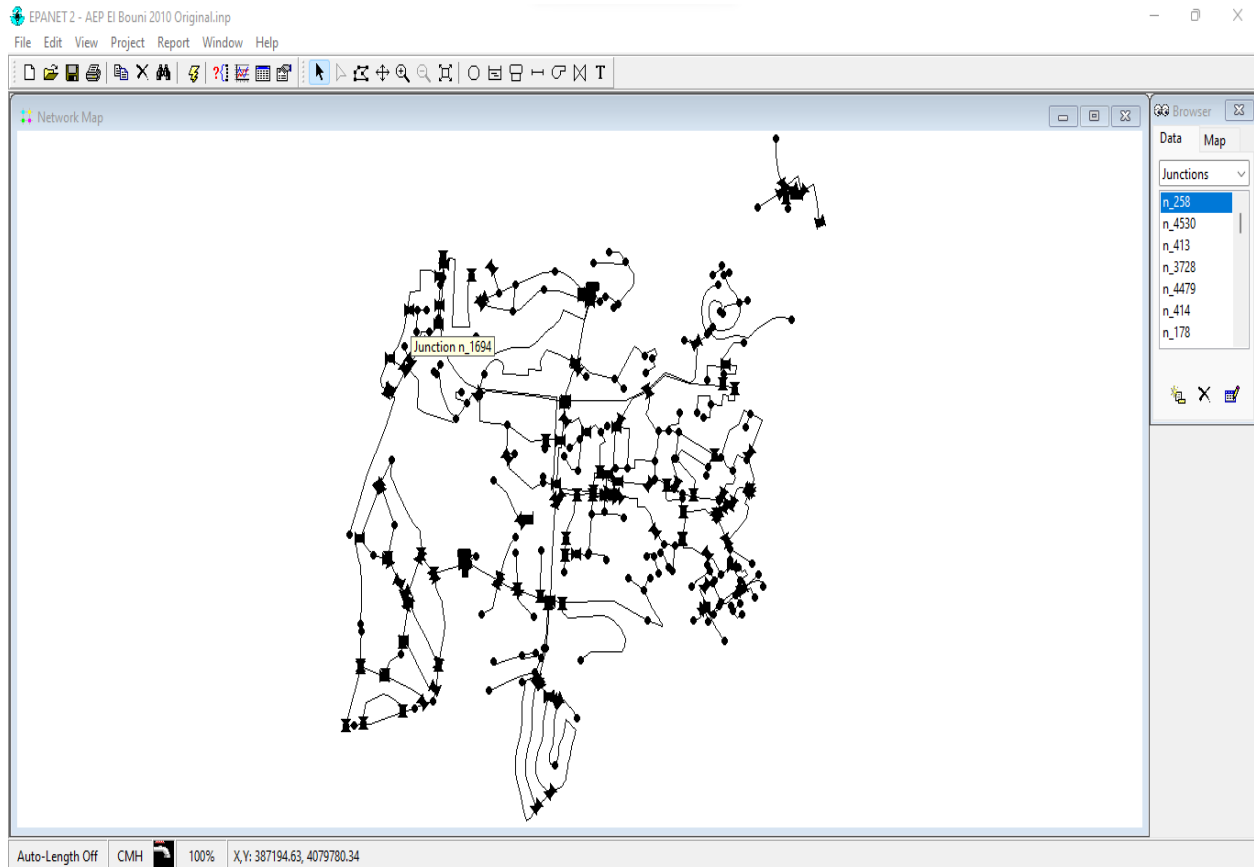 EPANET 2 - AEP El Bouni 2010 Original.inp
File Edit View Project Report Window Help
T
Network Map
Browser
Data Map
Junctions
n_258
n_4530
n_413
n_3728
n_4479
n_414
n_178
Junction n_1694
Auto-Length Off CMH 100% X,Y: 387194.63, 4079780.34